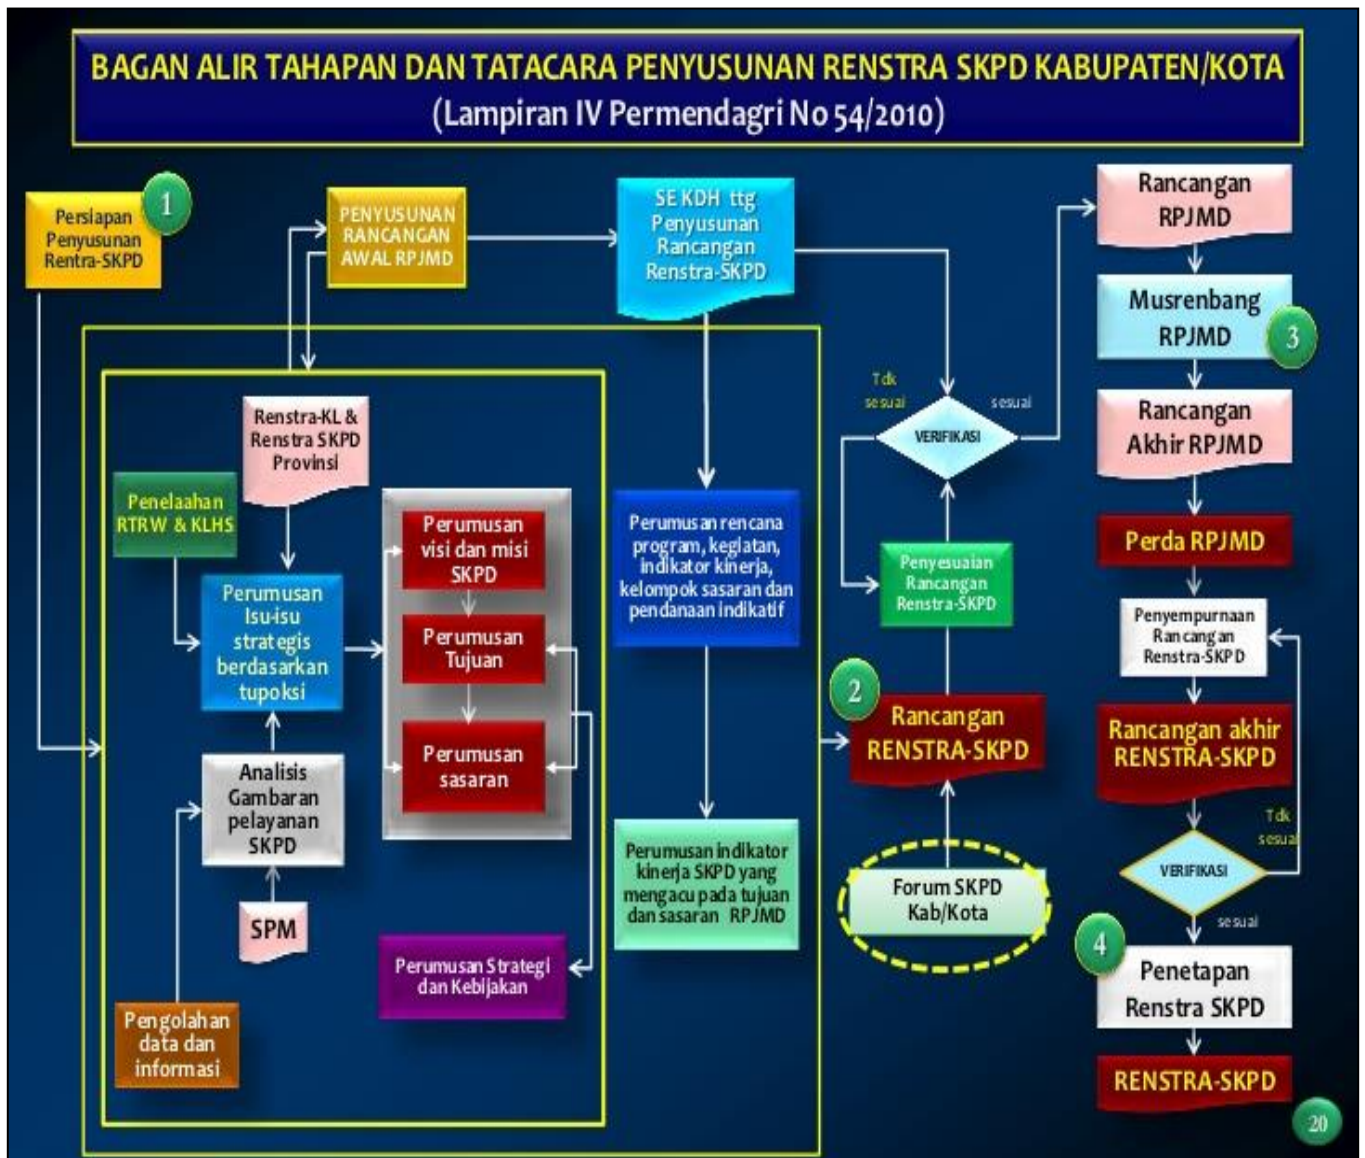 BAGAN ALIR TAHAPAN DAN TATACARA PENYUSUNAN RENSTRA SKPD KABUPATEN/KOTA
(Lampiran IV Permendagri No 54/2010)
1
Persiapan
Penyusunan
Rentra-SKPD
PENYUSUNAN
RANCANGAN
AWAL RPJMD
SE KDH ttg
Penyusunan
Rancangan
Renstra-SKPD
Rancangan
RPJMD
Musrenbang
RPJMD
3
Rancangan
Akhir RPJMD
Perda RPJMD
Penyempurnaan
Rancangan
Renstra-SKPD
Rancangan akhir
RENSTRA-SKPD
Tdk
sesuai
VERIFIKASI
sesuai
4
Penetapan
Renstra SKPD
RENSTRA-SKPD
Tdk
sesuai
sesuai
VERIFIKASI
Penyesuaian
Rancangan
Renstra-SKPD
2
Rancangan
RENSTRA-SKPD
Forum SKPD
Kab/Kota
Renstra-KL &
Renstra SKPD
Provinsi
Penelaahan
RTRW & KLHS
Perumusan
Isu-isu
strategis
berdasarkan
tupoksi
Analisis
Gambaran
pelayanan
SKPD
SPM
Pengolahan
data dan
informasi
Perumusan
visi dan misi
SKPD
Perumusan
Tujuan
Perumusan
sasaran
Perumusan Strategi
dan Kebijakan
Perumusan rencana
program, kegiatan,
indikator kinerja,
kelompok sasaran dan
pendanaan indikatif
Perumusan indikator
kinerja SKPD yang
mengacu pada tujuan
dan sasaran RPJMD
20